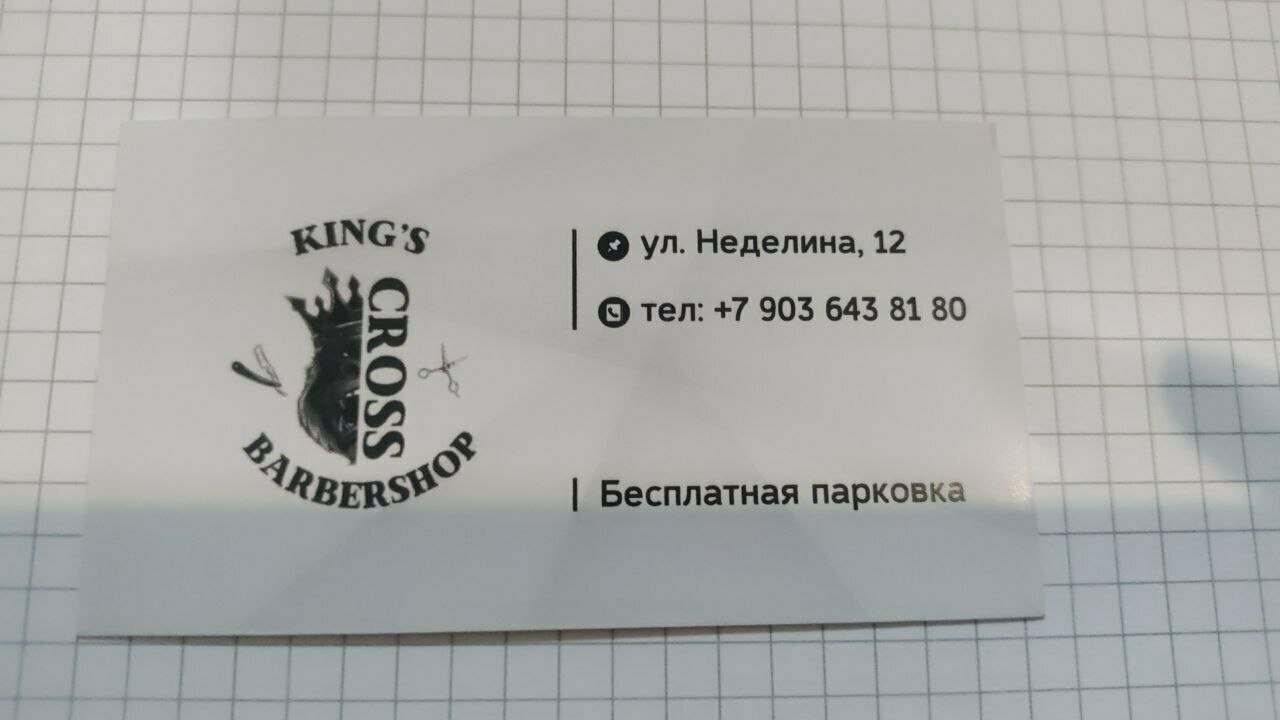 KING'S
CROSS
BARBERSHOP
ул. Неделина, 12
тел: +7 903 643 81 80
Бесплатная парковка